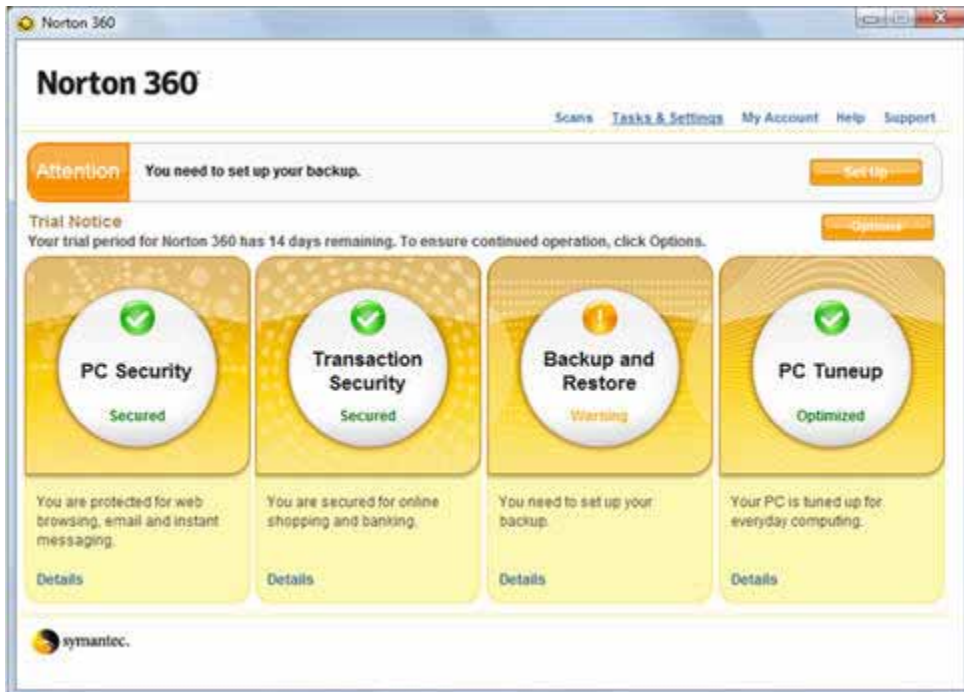 Norton 360
Norton 360
Scans Tasks & Settings My Account Help Support
Attention You need to set up your backup. Set Up
Trial Notice
Your trial period for Norton 360 has 14 days remaining. To ensure continued operation, click Options.
Options
PC Security
Secured
Transaction
Security
Secured
Backup and
Restore
Warning
PC Tuneup
Optimized
You are protected for web
browsing, email and instant
messaging.
Details
You are secured for online
shopping and banking.
Details
You need to set up your
backup.
Details
Your PC is tuned up for
everyday computing.
Details
symantec.